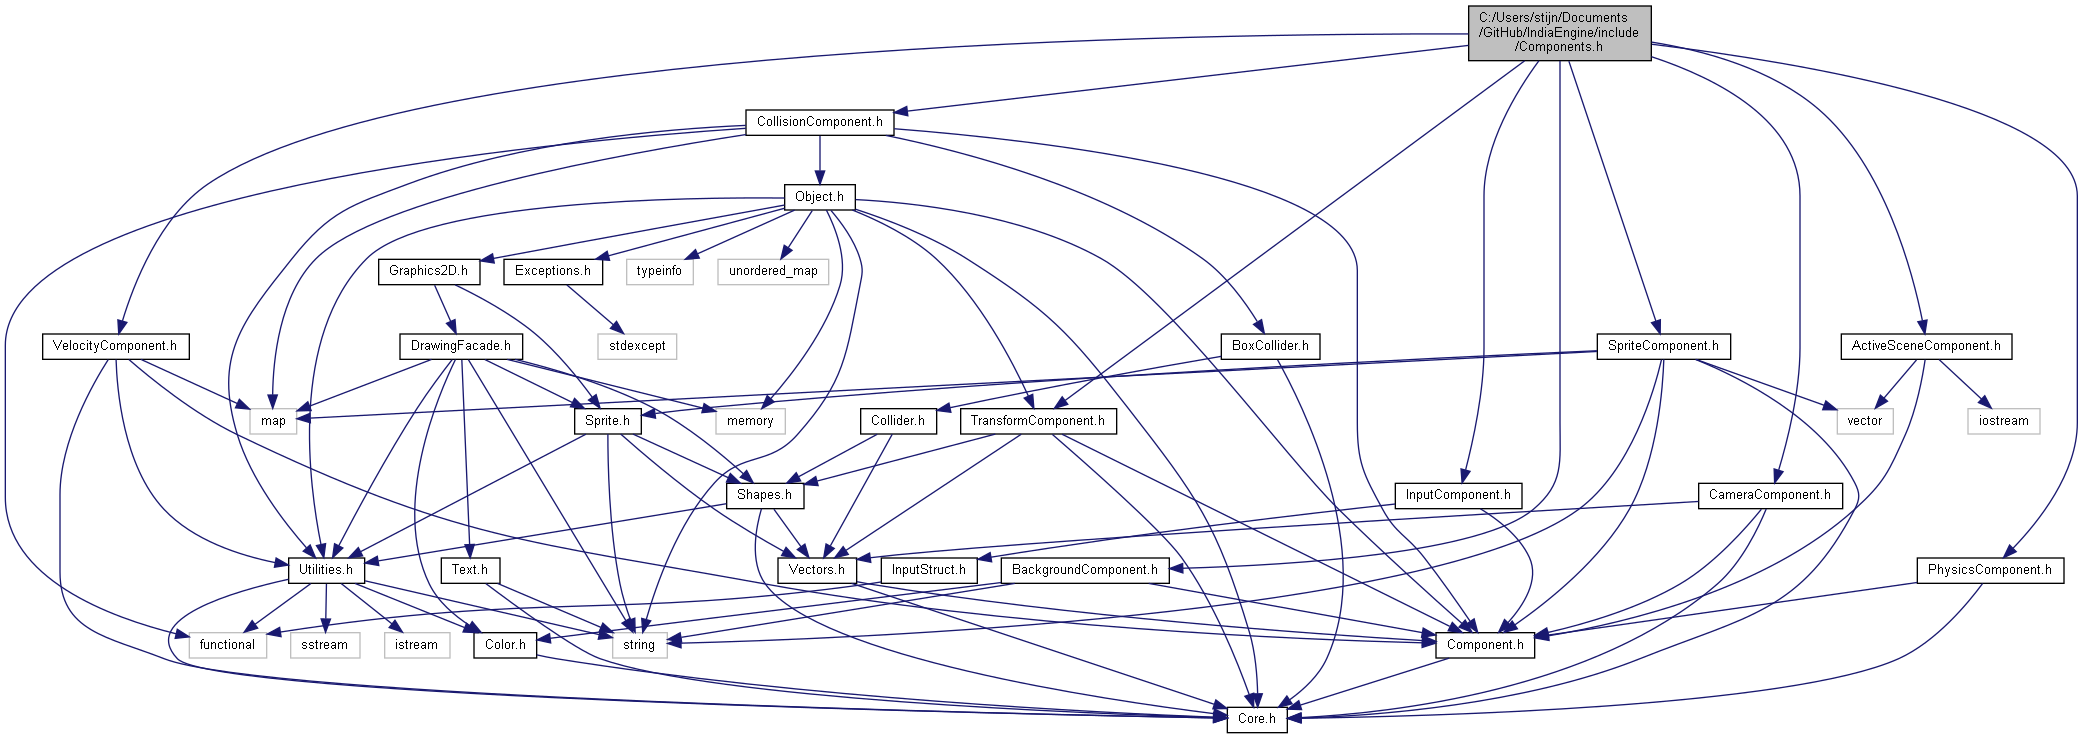 C:/Users/stijn/Documents
/GitHub/IndiaEngine/include
/Components.h
CollisionComponent.h
Object.h
Graphics2D.h
Exceptions.h
typeinfo
unordered_map
VelocityComponent.h
DrawingFacade.h
stdexcept
BoxCollider.h
SpriteComponent.h
ActiveSceneComponent.h
map
Sprite.h
memory
Collider.h
TransformComponent.h
vector
iostream
Shapes.h
InputComponent.h
CameraComponent.h
Utilities.h
Text.h
Vectors.h
InputStruct.h
BackgroundComponent.h
PhysicsComponent.h
functional
sstream
istream
Color.h
string
Component.h
Core.h